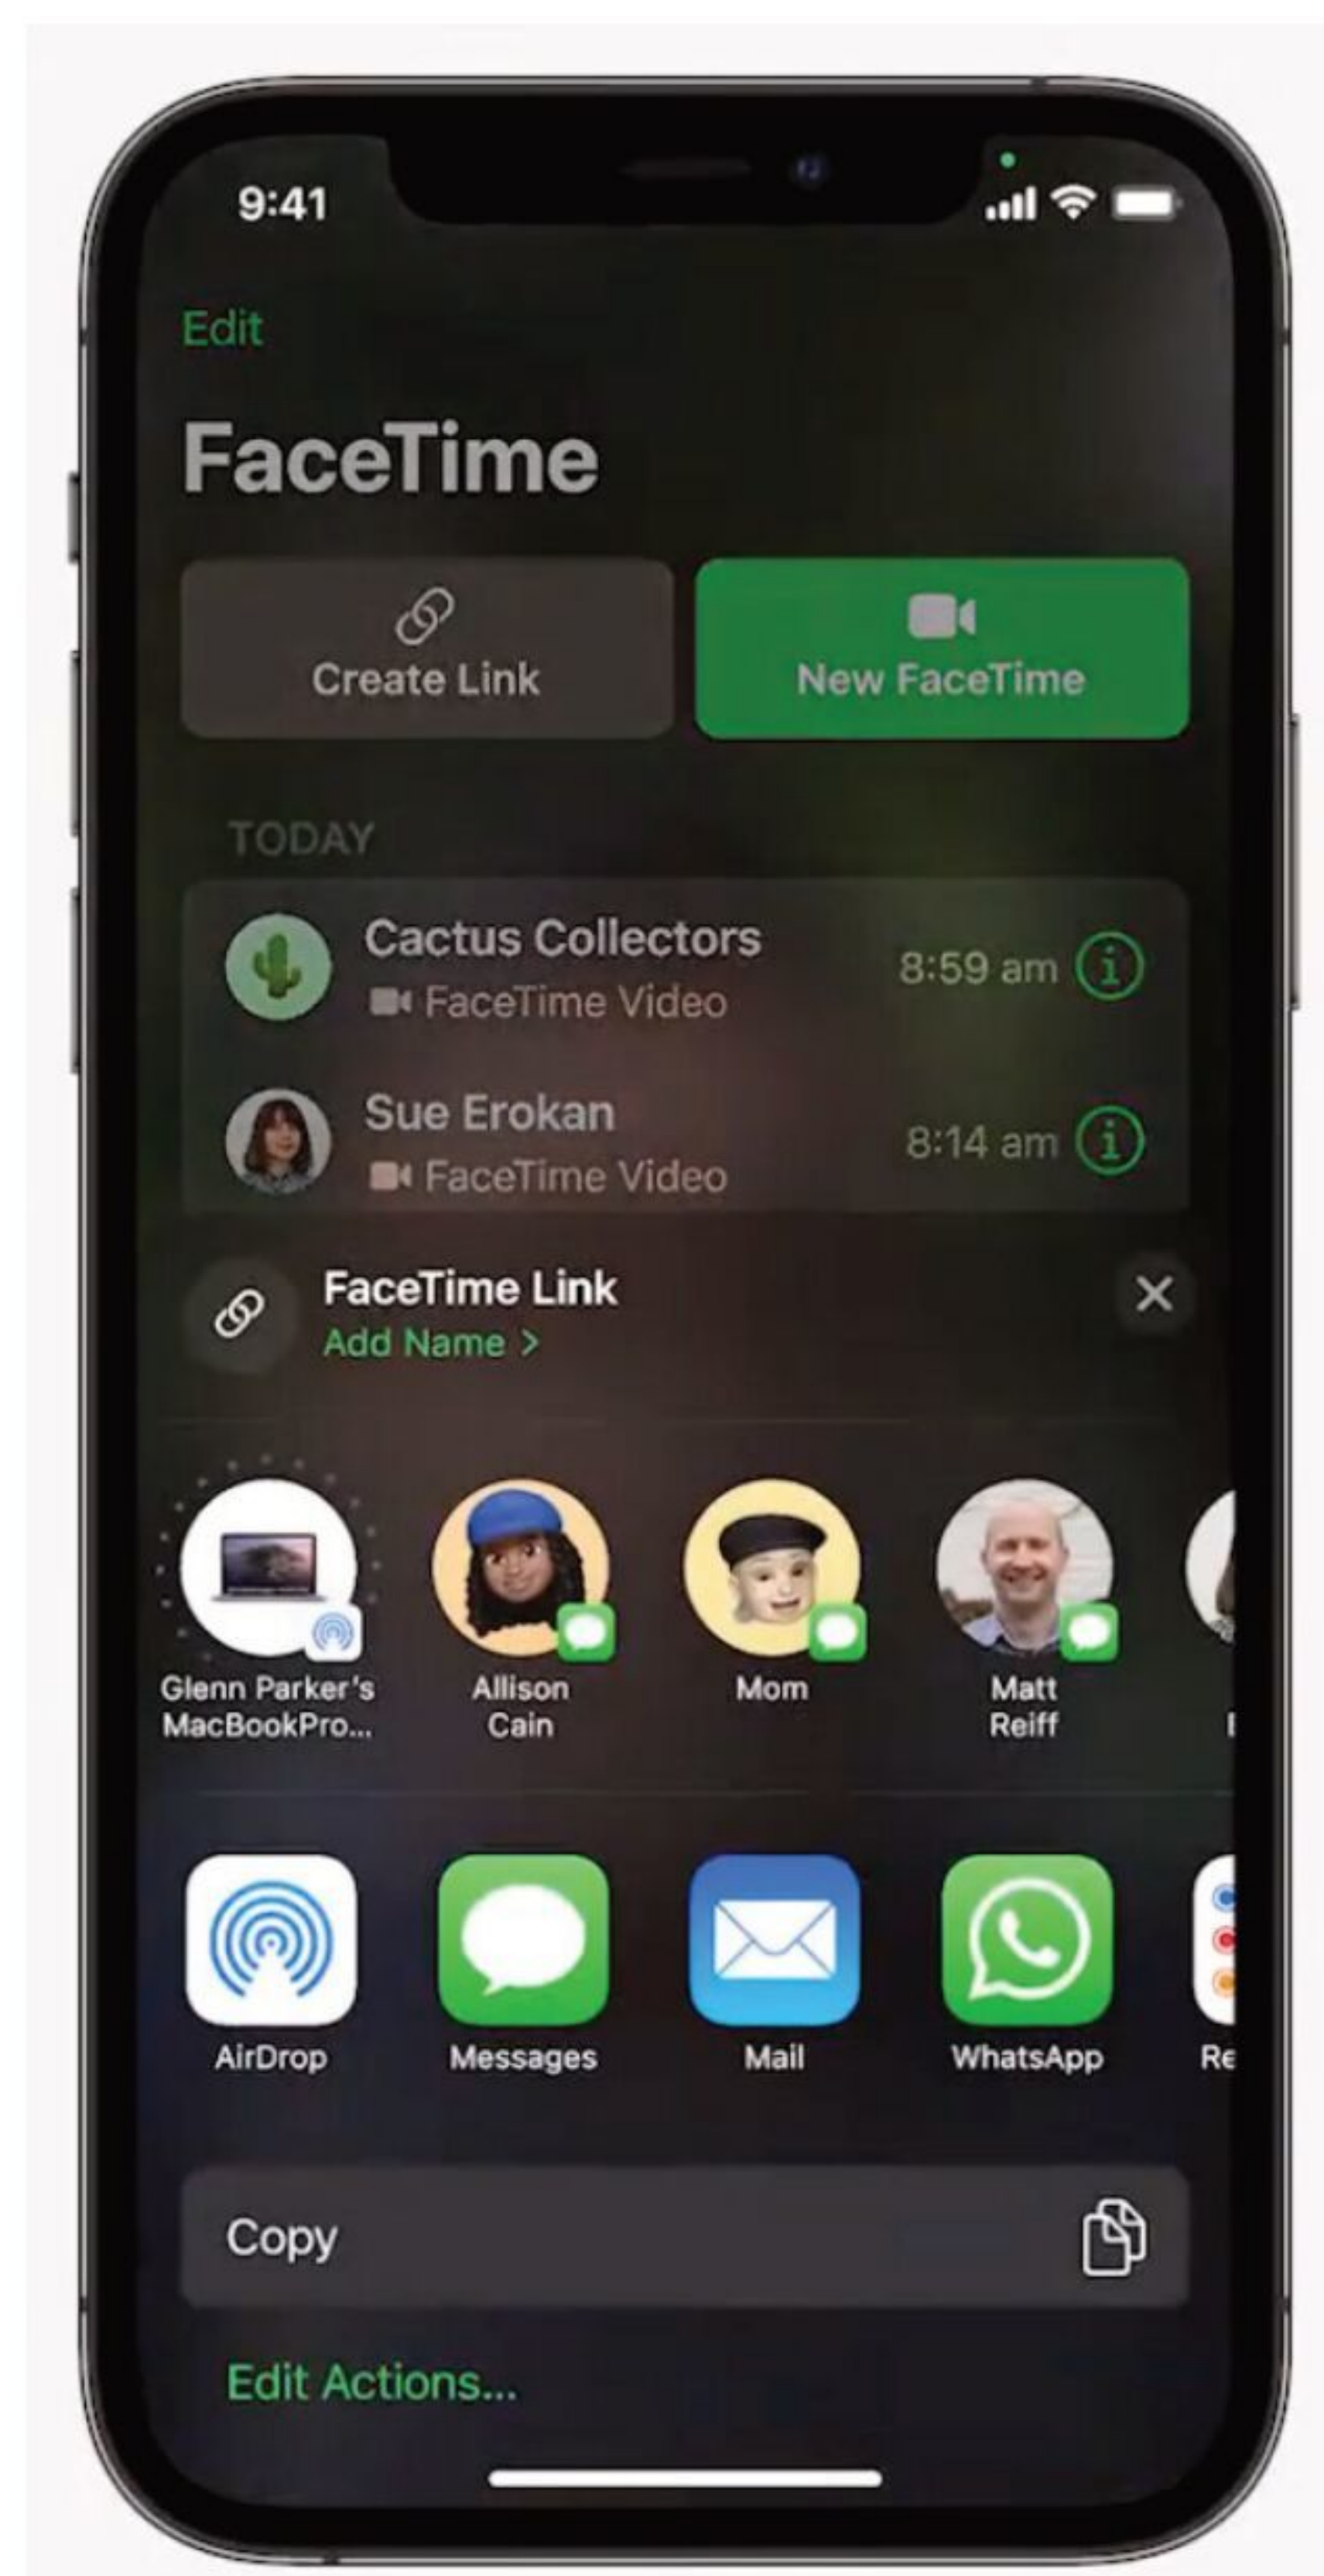 9:41
Edit
FaceTime
Create Link
New FaceTime
TODAY
Cactus Collectors
8:59 am
FaceTime Video
Sue Erokan
8:14 am
FaceTime Video
FaceTime Link
Add Name >
Glenn Parker's
MacBookPro...
Allison
Cain
Mom
Matt
Reiff
AirDrop
Messages
Mail
WhatsApp
Re
Copy
Edit Actions...